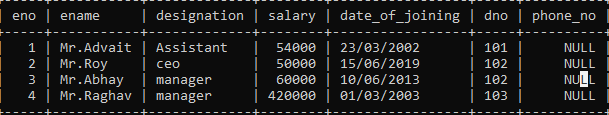 | eno | ename | designation | salary | date_of_joining | dno | phone_no |
| 1 | Mr.Advait | Assistant | 54000 | 23/03/2002 | 101 | NULL |
| 2 | Mr.Roy | ceo | 50000 | 15/06/2019 | 102 | NULL |
| 3 | Mr.Abhay | manager | 60000 | 10/06/2013 | 102 | NULL |
| 4 | Mr.Raghav | manager | 420000 | 01/03/2003 | 103 | NULL |